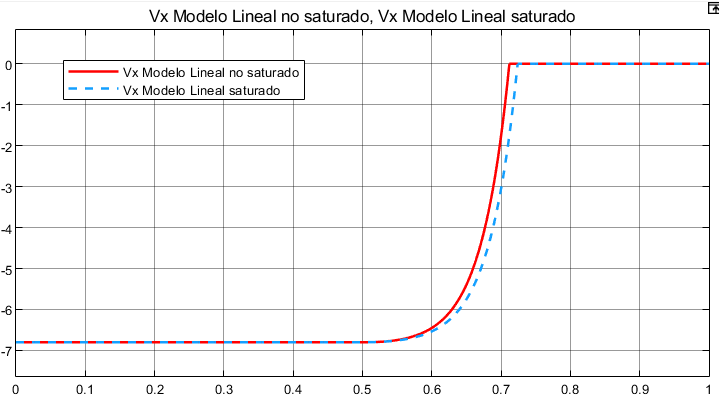 Vx Modelo Lineal no saturado, Vx Modelo Lineal saturado
Vx Modelo Lineal no saturado
Vx Modelo Lineal saturado
0
-1
-2
-3
-4
-5
-6
-7
0 0.1 0.2 0.3 0.4 0.5 0.6 0.7 0.8 0.9 1